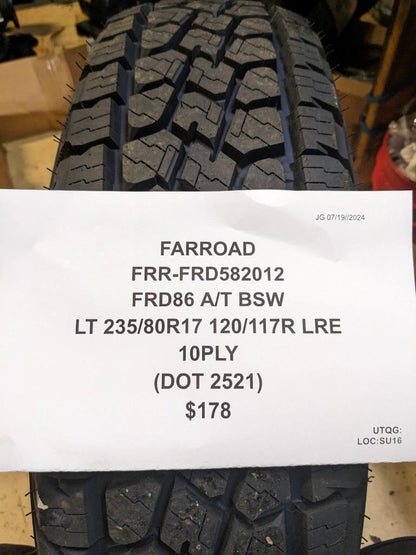 JG 07/19//2024
FARROAD
FRR-FRD582012
FRD86 A/T BSW
LT 235/80R17 120/117R LRE
10PLY
(DOT 2521)
$178
UTQG:
LOC:SU16